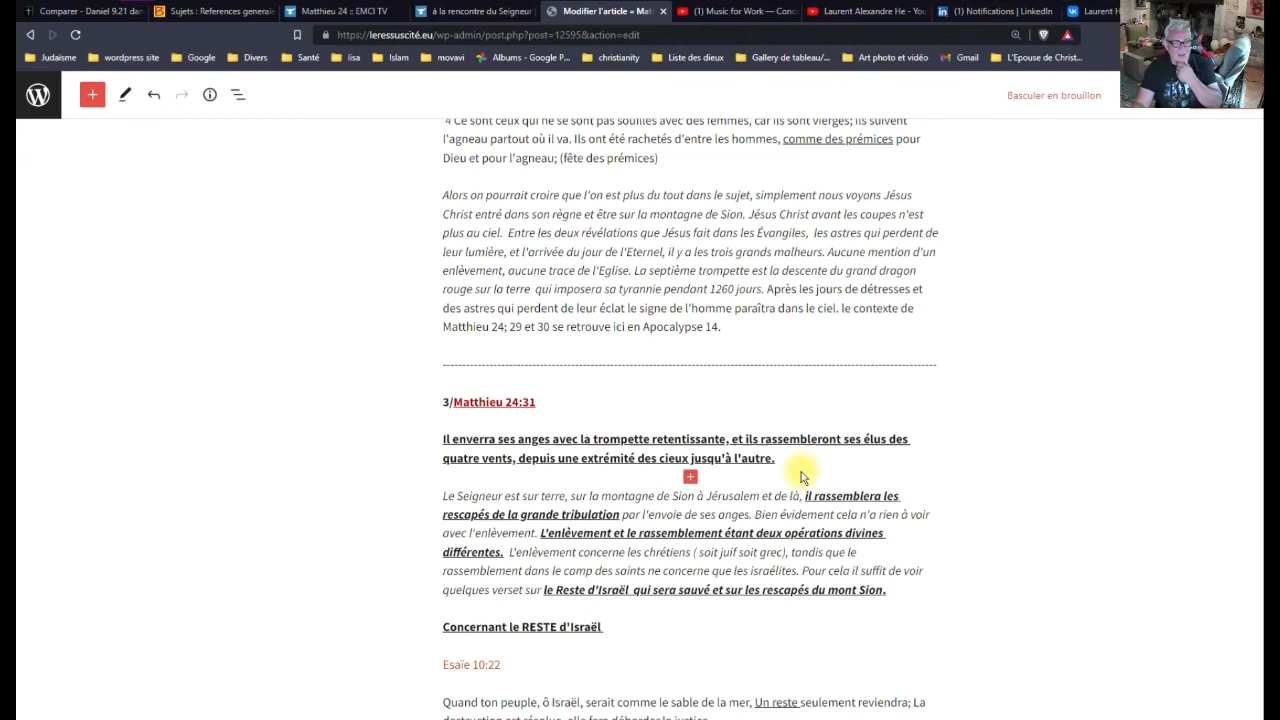 Comparer - Daniel 9.21 dan
Sujets : References generale
Matthieu 24 :: EMCI TV
à la rencontre du Seigneur
Modifier l'article « Matt
(1) Music for Work — Conc
Laurent Alexandre He - You
(1) Notifications | LinkedIn
Laurent H
https://leressuscité.eu/wp-admin/post.php?post=12595&action=edit
Judaïsme
wordpress site
Google
Divers
Santé
lisa
Islam
movavi
Albums - Google P...
christianity
Liste des dieux
Gallery de tableau/...
Art photo et vidéo
Gmail
L'Epouse de Christ...
Basculer en brouillon
4 Ce sont ceux qui ne se sont pas souillés avec des femmes, car ils sont vierges; ils suivent
l'agneau partout où il va. Ils ont été rachetés d'entre les hommes, comme des prémices pour
Dieu et pour l'agneau; (fête des prémices)
Alors on pourrait croire que l'on est plus du tout dans le sujet, simplement nous voyons Jésus
Christ entré dans son règne et être sur la montagne de Sion. Jésus Christ avant les coupes n'est
plus au ciel. Entre les deux révélations que Jésus fait dans les Évangiles, les astres qui perdent de
leur lumière, et l'arrivée du jour de l'Eternel, il y a les trois grands malheurs. Aucune mention d'un
enlèvement, aucune trace de l'Eglise. La septième trompette est la descente du grand dragon
rouge sur la terre qui imposera sa tyrannie pendant 1260 jours. Après les jours de détresses et
des astres qui perdent de leur éclat le signe de l'homme paraîtra dans le ciel. le contexte de
Matthieu 24; 29 et 30 se retrouve ici en Apocalypse 14.
3/Matthieu 24:31
Il enverra ses anges avec la trompette retentissante, et ils rassembleront ses élus des
quatre vents, depuis une extrémité des cieux jusqu'à l'autre.
Le Seigneur est sur terre, sur la montagne de Sion à Jérusalem et de là, il rassemblera les
rescapés de la grande tribulation par l'envoie de ses anges. Bien évidement cela n'a rien à voir
avec l'enlèvement. L'enlèvement et le rassemblement étant deux opérations divines
différentes. L'enlèvement concerne les chrétiens ( soit juif soit grec), tandis que le
rassemblement dans le camp des saints ne concerne que les israélites. Pour cela il suffit de voir
quelques verset sur le Reste d'Israël qui sera sauvé et sur les rescapés du mont Sion.
Concernant le RESTE d'Israël
Esaïe 10:22
Quand ton peuple, ô Israël, serait comme le sable de la mer, Un reste seulement reviendra; La
destruction est résolue, elle fera déborder la justice.